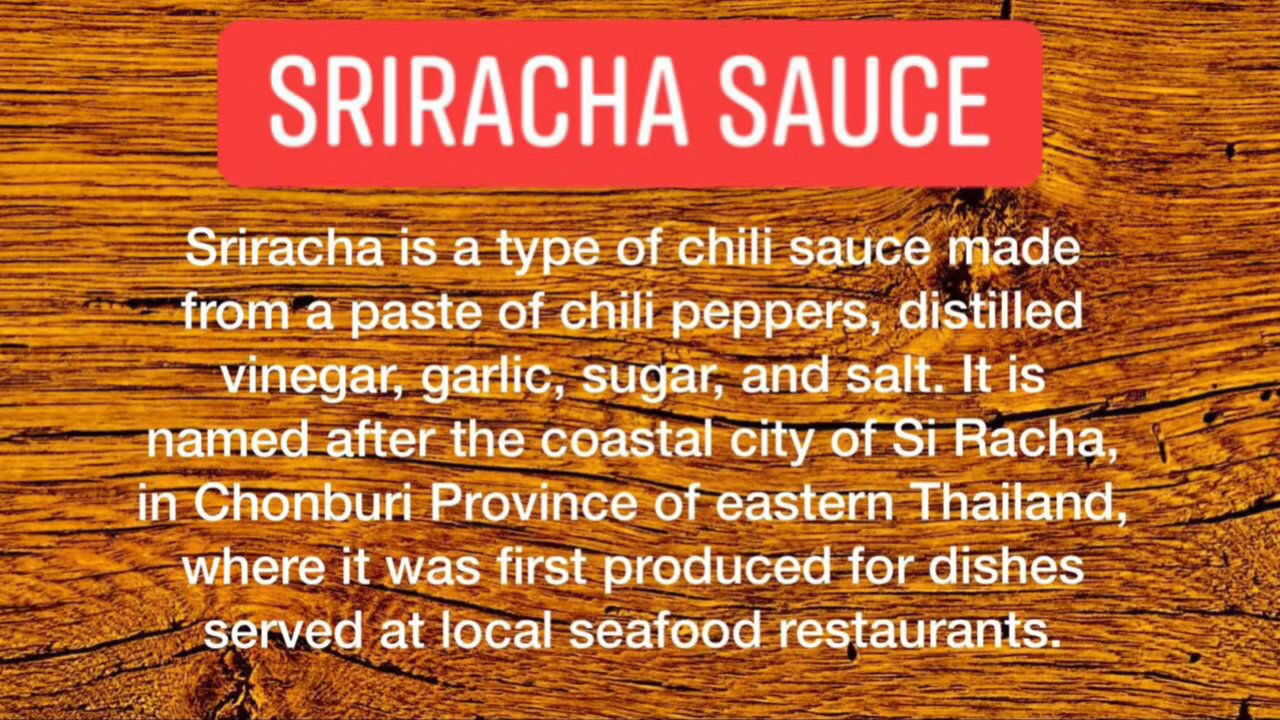 SRIRACHA SAUCE
Sriracha is a type of chili sauce made
from a paste of chili peppers, distilled
vinegar, garlic, sugar, and salt. It is
named after the coastal city of Si Racha,
in Chonburi Province of eastern Thailand,
where it was first produced for dishes
served at local seafood restaurants.